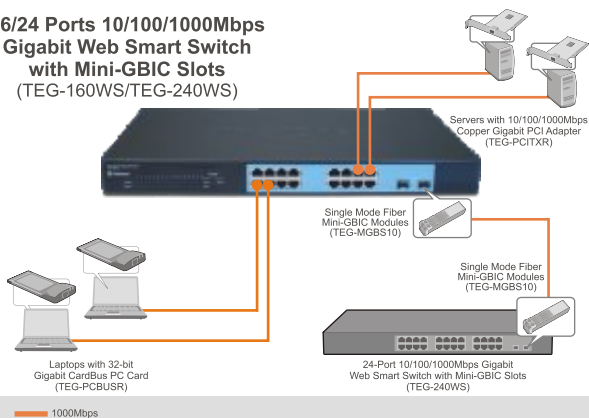 6/24 Ports 10/100/1000Mbps
Gigabit Web Smart Switch
with Mini-GBIC Slots
(TEG-160WS/TEG-240WS)
Servers with 10/100/1000Mbps
Copper Gigabit PCI Adapter
(TEG-PCITXR)
Single Mode Fiber
Mini-GBIC Modules
(TEG-MGBS10)
Single Mode Fiber
Mini-GBIC Modules
(TEG-MGBS10)
Laptops with 32-bit
Gigabit CardBus PC Card
(TEG-PCBUSR)
24-Port 10/100/1000Mbps Gigabit
Web Smart Switch with Mini-GBIC Slots
(TEG-240WS)
1000Mbps